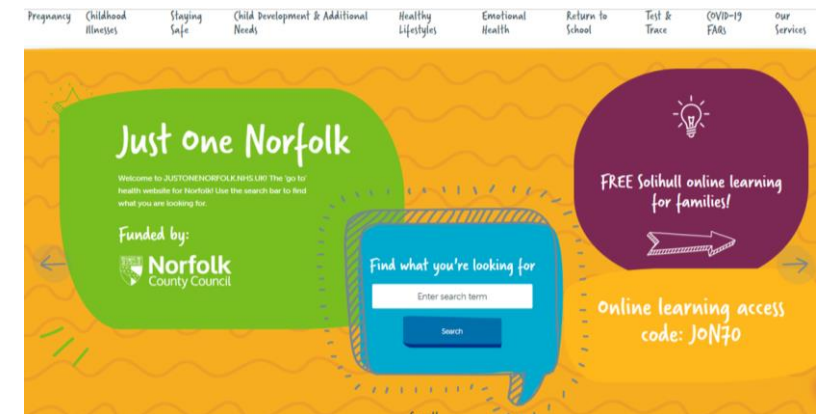 Pregnancy Childhood Staying Child Development & Additional Healthy Emotional Return to Test & COVID-19 Our
Illnesses Safe Needs Lifestyles Health School Trace FAQs Services
Just One Norfolk
Welcome to JUSTONENORFOLK.NHS.UK! The 'go to'
health website for Norfolk! Use the search bar to find
what you are looking for.
Funded by:
Norfolk
County Council
Find what you're looking for
Enter search term
Search
FREE Solihull online learning
for families!
Online learning access
code: JON70